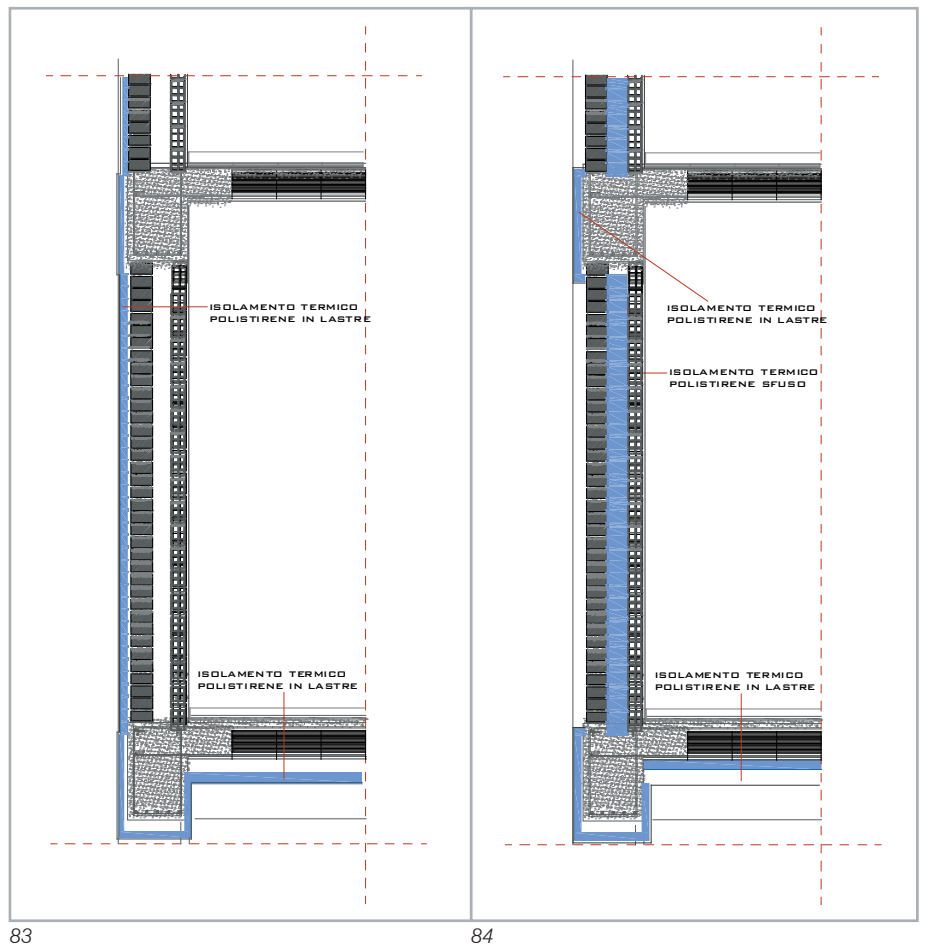 ISOLAMENTO TERMICO
POLISTIRENE IN LASTRE
ISOLAMENTO TERMICO
POLISTIRENE IN LASTRE
83
ISOLAMENTO TERMICO
POLISTIRENE IN LASTRE
ISOLAMENTO TERMICO
POLISTIRENE SFUSO
ISOLAMENTO TERMICO
POLISTIRENE IN LASTRE
84